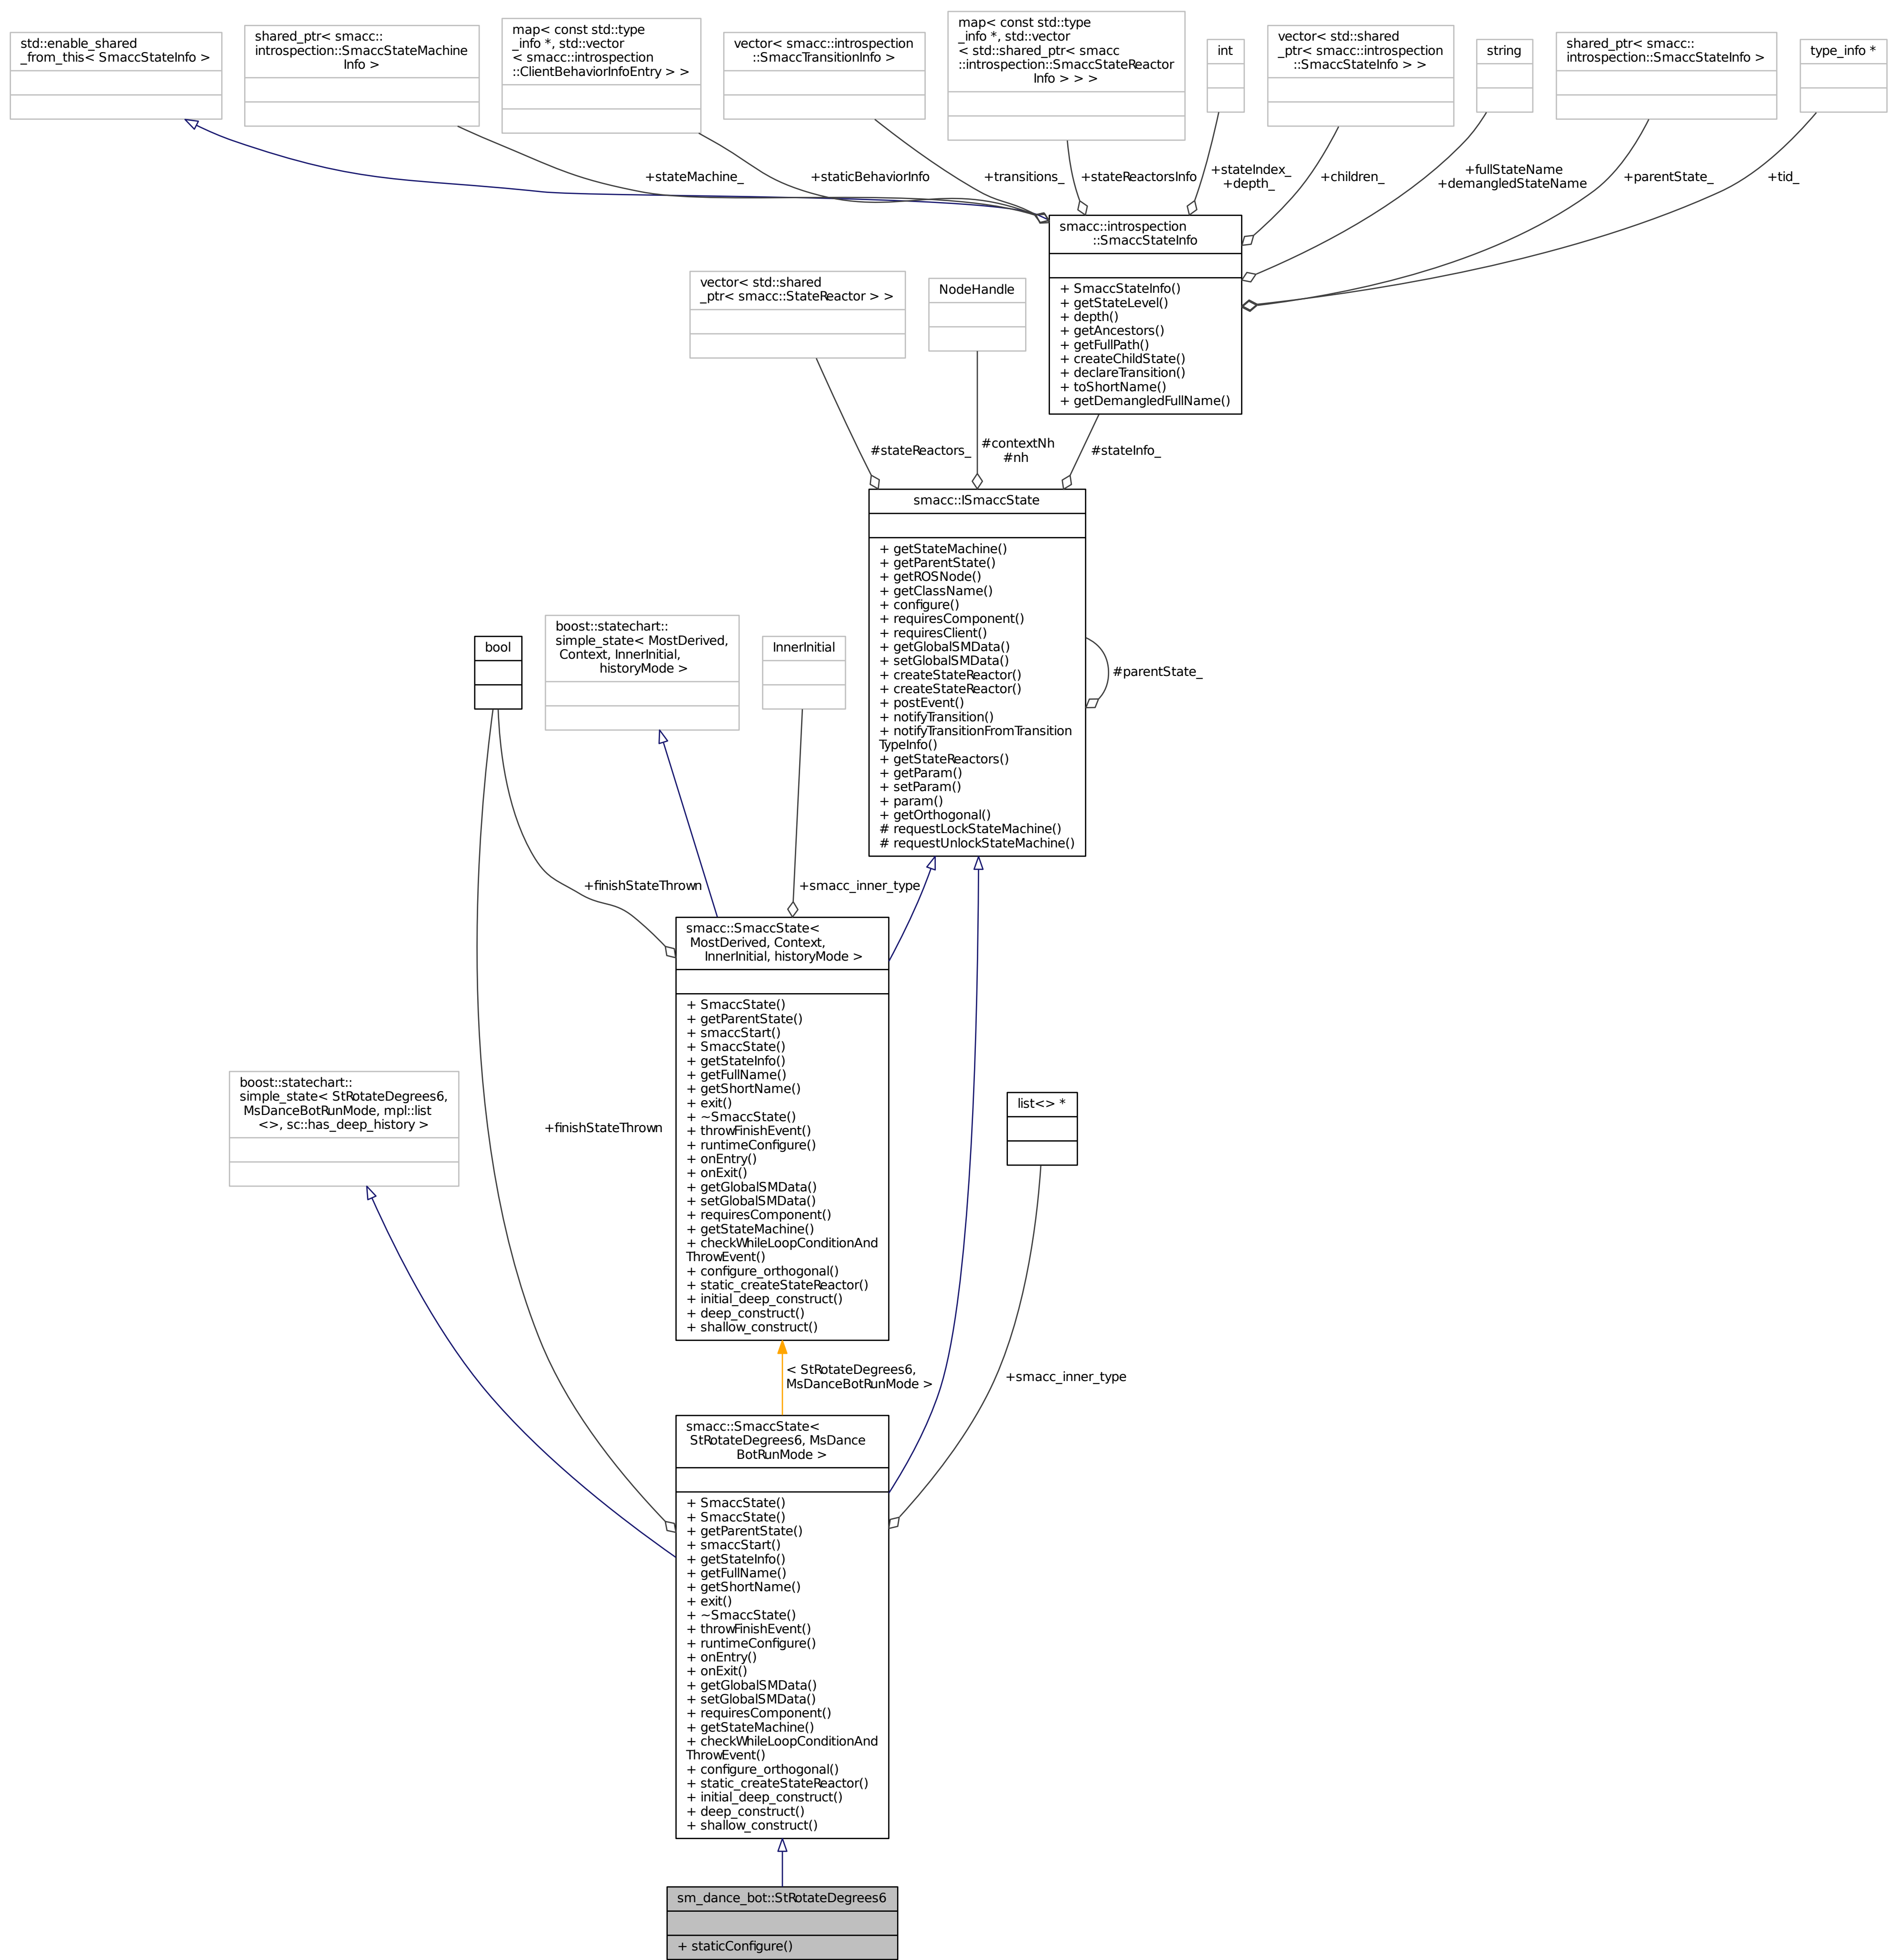 std::enable_shared
_from_this< SmaccStateInfo >
shared_ptr< smacc::
introspection::SmaccStateMachine
Info >
map< const std::type
_info *, std::vector
< smacc::introspection
::ClientBehaviorInfoEntry > >
vector< smacc::introspection
::SmaccTransitionInfo >
map< const std::type
_info *, std::vector
< std::shared_ptr< smacc
::introspection::SmaccStateReactor
Info > > >
int
vector< std::shared
_ptr< smacc::introspection
::SmaccStateInfo > >
string
shared_ptr< smacc::
introspection::SmaccStateInfo >
type_info *
+stateMachine_
+staticBehaviorInfo
+transitions_
+stateReactorsInfo
+stateIndex_
+depth_
+children_
+fullStateName
+demangledStateName
+parentState_
+tid_
smacc::introspection
::SmaccStateInfo
+ SmaccStateInfo()
+ getStateLevel()
+ depth()
+ getAncestors()
+ getFullPath()
+ createChildState()
+ declareTransition()
+ toShortName()
+ getDemangledFullName()
vector< std::shared
_ptr< smacc::StateReactor > >
NodeHandle
#stateReactors_
#contextNh
#nh
#stateInfo_
smacc::ISmaccState
+ getStateMachine()
+ getParentState()
+ getROSNode()
+ getClassName()
+ configure()
+ requiresComponent()
+ requiresClient()
+ getGlobalSMData()
+ setGlobalSMData()
+ createStateReactor()
+ createStateReactor()
+ postEvent()
+ notifyTransition()
+ notifyTransitionFromTransition
TypeInfo()
+ getStateReactors()
+ getParam()
+ setParam()
+ param()
+ getOrthogonal()
# requestLockStateMachine()
# requestUnlockStateMachine()
#parentState_
bool
boost::statechart::
simple_state< MostDerived,
Context, InnerInitial,
historyMode >
InnerInitial
+finishStateThrown
+smacc_inner_type
smacc::SmaccState<
MostDerived, Context,
InnerInitial, historyMode >
+ SmaccState()
+ getParentState()
+ smaccStart()
+ SmaccState()
+ getStateInfo()
+ getFullName()
+ getShortName()
+ exit()
+ ~SmaccState()
+ throwFinishEvent()
+ runtimeConfigure()
+ onEntry()
+ onExit()
+ getGlobalSMData()
+ setGlobalSMData()
+ requiresComponent()
+ getStateMachine()
+ checkWhileLoopConditionAnd
ThrowEvent()
+ configure_orthogonal()
+ static_createStateReactor()
+ initial_deep_construct()
+ deep_construct()
+ shallow_construct()
boost::statechart::
simple_state< StRotateDegrees6,
MsDanceBotRunMode, mpl::list
<>, sc::has_deep_history >
+finishStateThrown
list<> *
< StRotateDegrees6,
MsDanceBotRunMode >
+smacc_inner_type
smacc::SmaccState<
StRotateDegrees6, MsDance
BotRunMode >
+ SmaccState()
+ SmaccState()
+ getParentState()
+ smaccStart()
+ getStateInfo()
+ getFullName()
+ getShortName()
+ exit()
+ ~SmaccState()
+ throwFinishEvent()
+ runtimeConfigure()
+ onEntry()
+ onExit()
+ getGlobalSMData()
+ setGlobalSMData()
+ requiresComponent()
+ getStateMachine()
+ checkWhileLoopConditionAnd
ThrowEvent()
+ configure_orthogonal()
+ static_createStateReactor()
+ initial_deep_construct()
+ deep_construct()
+ shallow_construct()
sm_dance_bot::StRotateDegrees6
+ staticConfigure()